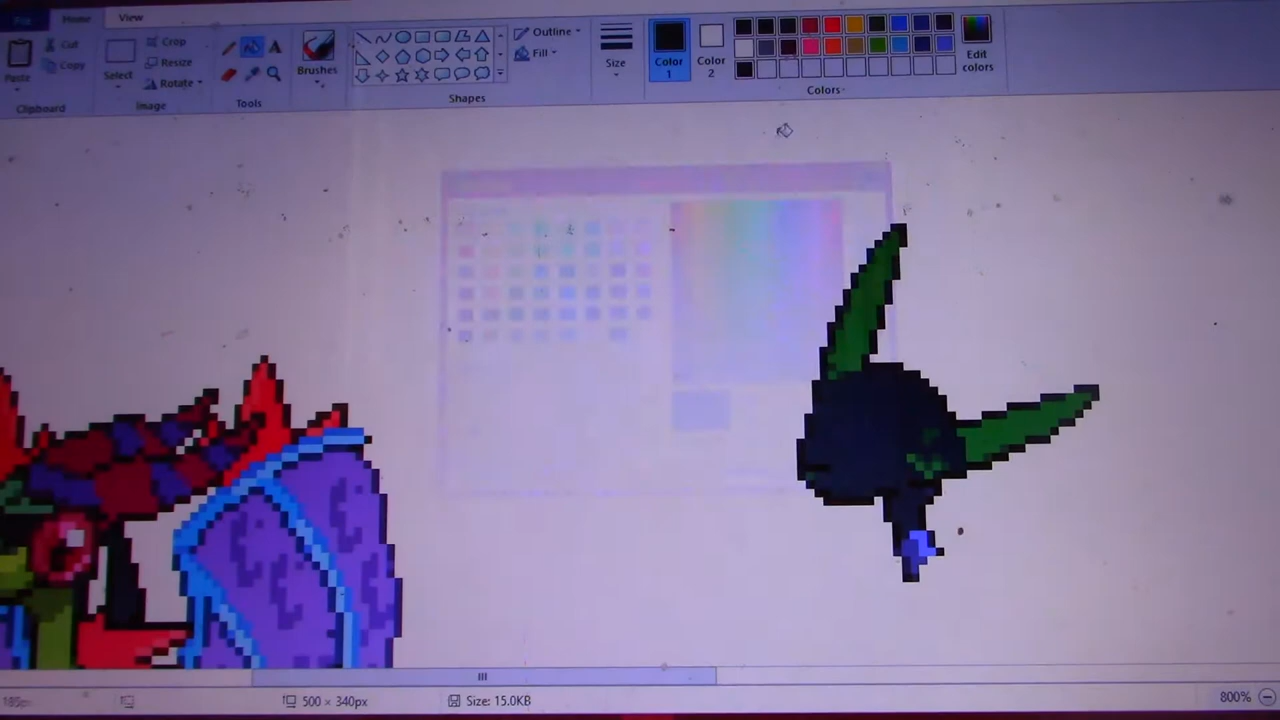 File Home View
Paste
Cut
Copy
Clipboard
Select
Crop
Resize
Rotate
Image
A
Tools
Brushes
Outline
Fill
Shapes
Size
Color 1
Color 2
Edit colors
Colors
500 × 340px
Size: 15.0KB
800%